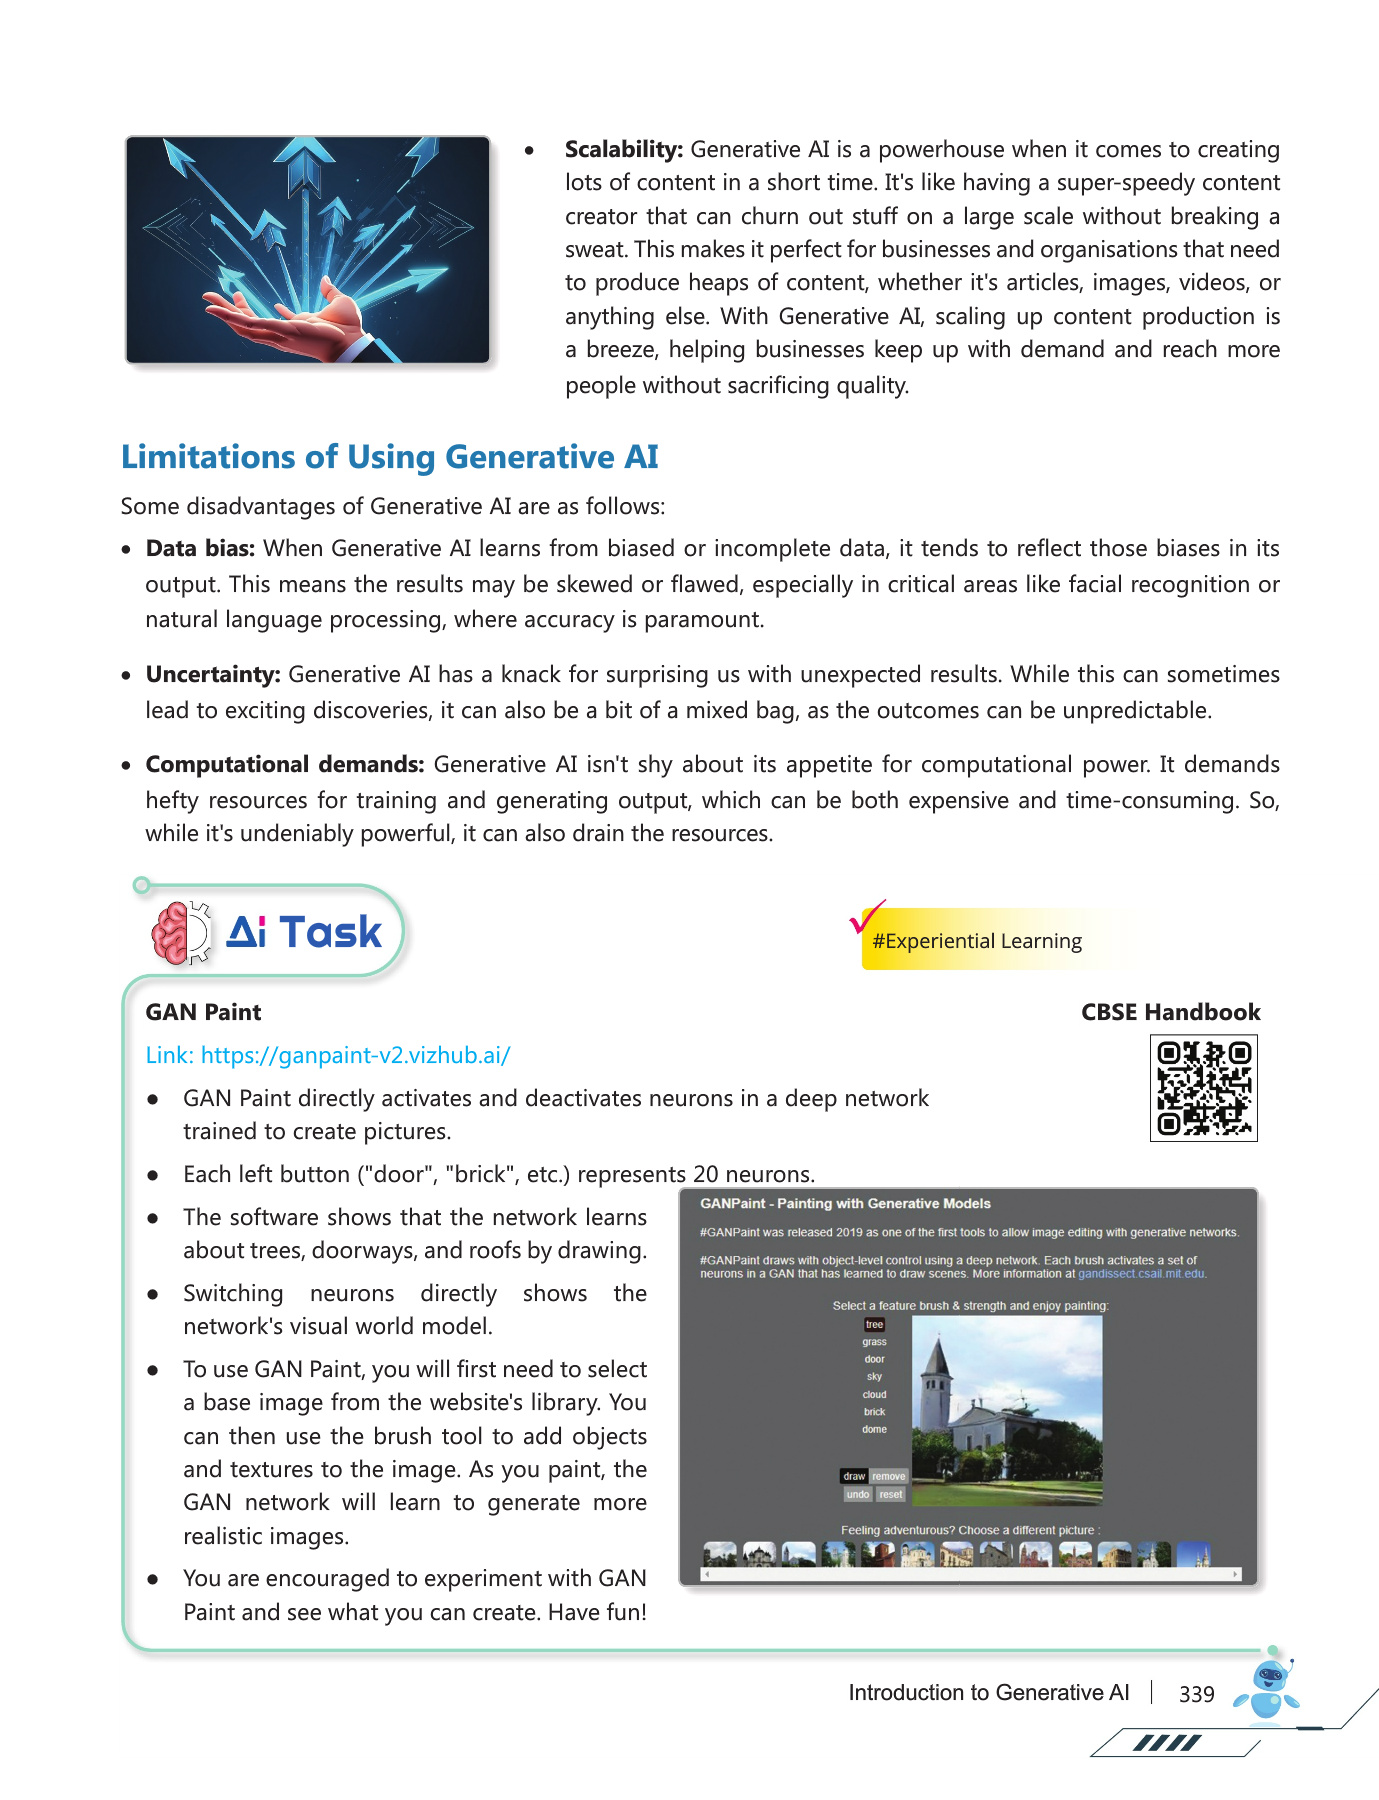 • Scalability: Generative AI is a powerhouse when it comes to creating
lots of content in a short time. It's like having a super-speedy content
creator that can churn out stuff on a large scale without breaking a
sweat. This makes it perfect for businesses and organisations that need
to produce heaps of content, whether it's articles, images, videos, or
anything else. With Generative AI, scaling up content production is
a breeze, helping businesses keep up with demand and reach more
people without sacrificing quality.
Limitations of Using Generative AI
Some disadvantages of Generative AI are as follows:
• Data bias: When Generative AI learns from biased or incomplete data, it tends to reflect those biases in its
output. This means the results may be skewed or flawed, especially in critical areas like facial recognition or
natural language processing, where accuracy is paramount.
• Uncertainty: Generative AI has a knack for surprising us with unexpected results. While this can sometimes
lead to exciting discoveries, it can also be a bit of a mixed bag, as the outcomes can be unpredictable.
• Computational demands: Generative AI isn't shy about its appetite for computational power. It demands
hefty resources for training and generating output, which can be both expensive and time-consuming. So,
while it's undeniably powerful, it can also drain the resources.
Ai Task
#Experiential Learning
GAN Paint
CBSE Handbook
Link: https://ganpaint-v2.vizhub.ai/
• GAN Paint directly activates and deactivates neurons in a deep network
trained to create pictures.
• Each left button ("door", "brick", etc.) represents 20 neurons.
• The software shows that the network learns
about trees, doorways, and roofs by drawing.
• Switching neurons directly shows the
network's visual world model.
• To use GAN Paint, you will first need to select
a base image from the website's library. You
can then use the brush tool to add objects
and textures to the image. As you paint, the
GAN network will learn to generate more
realistic images.
• You are encouraged to experiment with GAN
Paint and see what you can create. Have fun!
GANPaint - Painting with Generative Models
#GANPaint was released 2019 as one of the first tools to allow image editing with generative networks.
#GANPaint draws with object-level control using a deep network. Each brush activates a set of
neurons in a GAN that has learned to draw scenes. More information at gandissect.csail.mit.edu.
Select a feature brush & strength and enjoy painting:
tree
grass
door
sky
cloud
brick
dome
draw remove
undo reset
Feeling adventurous? Choose a different picture :
Introduction to Generative AI 339